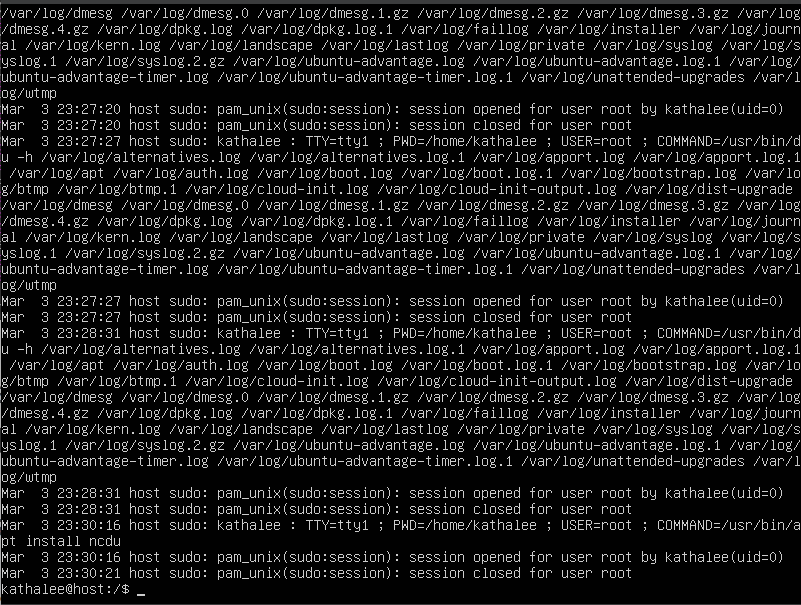 /var/log/dmesg /var/log/dmesg.0 /var/log/dmesg.1.gz /var/log/dmesg.2.gz /var/log/dmesg.3.gz /var/log
/dmesg.4.gz /var/log/dpkg.log /var/log/dpkg.log.1 /var/log/faillog /var/log/installer /var/log/journ
al /var/log/kern.log /var/log/landscape /var/log/lastlog /var/log/private /var/log/syslog /var/log/s
yslog.1 /var/log/syslog.2.gz /var/log/ubuntu-advantage.log /var/log/ubuntu-advantage.log.1 /var/log/
ubuntu-advantage-timer.log /var/log/ubuntu-advantage-timer.log.1 /var/log/unattended-upgrades /var/l
og/wtmp
Mar  3 23:27:20 host sudo: pam_unix(sudo:session): session opened for user root by kathalee(uid=0)
Mar  3 23:27:20 host sudo: pam_unix(sudo:session): session closed for user root
Mar  3 23:27:27 host sudo: kathalee : TTY=tty1 ; PWD=/home/kathalee ; USER=root ; COMMAND=/usr/bin/d
u -h /var/log/alternatives.log /var/log/alternatives.log.1 /var/log/apport.log /var/log/apport.log.1
 /var/log/apt /var/log/auth.log /var/log/boot.log /var/log/boot.log.1 /var/log/bootstrap.log /var/lo
g/btmp /var/log/btmp.1 /var/log/cloud-init.log /var/log/cloud-init-output.log /var/log/dist-upgrade
/var/log/dmesg /var/log/dmesg.0 /var/log/dmesg.1.gz /var/log/dmesg.2.gz /var/log/dmesg.3.gz /var/log
/dmesg.4.gz /var/log/dpkg.log /var/log/dpkg.log.1 /var/log/faillog /var/log/installer /var/log/journ
al /var/log/kern.log /var/log/landscape /var/log/lastlog /var/log/private /var/log/syslog /var/log/s
yslog.1 /var/log/syslog.2.gz /var/log/ubuntu-advantage.log /var/log/ubuntu-advantage.log.1 /var/log/
ubuntu-advantage-timer.log /var/log/ubuntu-advantage-timer.log.1 /var/log/unattended-upgrades /var/l
og/wtmp
Mar  3 23:27:27 host sudo: pam_unix(sudo:session): session opened for user root by kathalee(uid=0)
Mar  3 23:27:27 host sudo: pam_unix(sudo:session): session closed for user root
Mar  3 23:28:31 host sudo: kathalee : TTY=tty1 ; PWD=/home/kathalee ; USER=root ; COMMAND=/usr/bin/d
u -h /var/log/alternatives.log /var/log/alternatives.log.1 /var/log/apport.log /var/log/apport.log.1
 /var/log/apt /var/log/auth.log /var/log/boot.log /var/log/boot.log.1 /var/log/bootstrap.log /var/lo
g/btmp /var/log/btmp.1 /var/log/cloud-init.log /var/log/cloud-init-output.log /var/log/dist-upgrade
/var/log/dmesg /var/log/dmesg.0 /var/log/dmesg.1.gz /var/log/dmesg.2.gz /var/log/dmesg.3.gz /var/log
/dmesg.4.gz /var/log/dpkg.log /var/log/dpkg.log.1 /var/log/faillog /var/log/installer /var/log/journ
al /var/log/kern.log /var/log/landscape /var/log/lastlog /var/log/private /var/log/syslog /var/log/s
yslog.1 /var/log/syslog.2.gz /var/log/ubuntu-advantage.log /var/log/ubuntu-advantage.log.1 /var/log/
ubuntu-advantage-timer.log /var/log/ubuntu-advantage-timer.log.1 /var/log/unattended-upgrades /var/l
og/wtmp
Mar  3 23:28:31 host sudo: pam_unix(sudo:session): session opened for user root by kathalee(uid=0)
Mar  3 23:28:31 host sudo: pam_unix(sudo:session): session closed for user root
Mar  3 23:30:16 host sudo: kathalee : TTY=tty1 ; PWD=/home/kathalee ; USER=root ; COMMAND=/usr/bin/a
pt install ncdu
Mar  3 23:30:16 host sudo: pam_unix(sudo:session): session opened for user root by kathalee(uid=0)
Mar  3 23:30:21 host sudo: pam_unix(sudo:session): session closed for user root
kathalee@host:/$ _